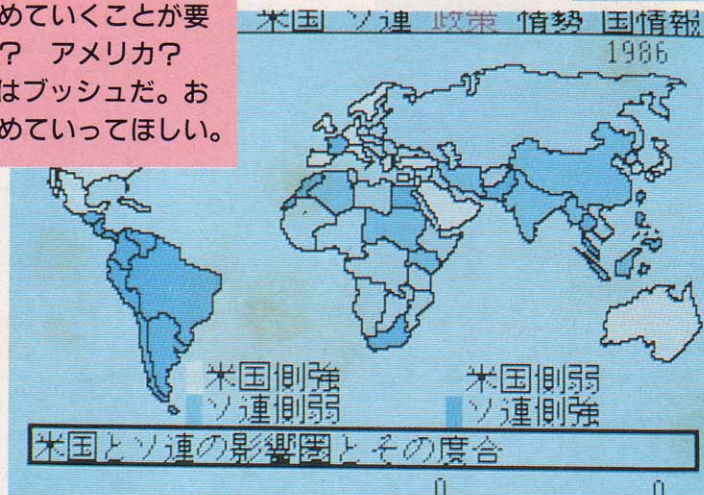 めていくことが要
? アメリカ?
はブッシュだ。お
めていってほしい。
米国 ソ連 政策 情勢 国情報
1986
米国側強 米国側弱
ソ連側弱 ソ連側強
米国とソ連の影響圏とその度合
0 0